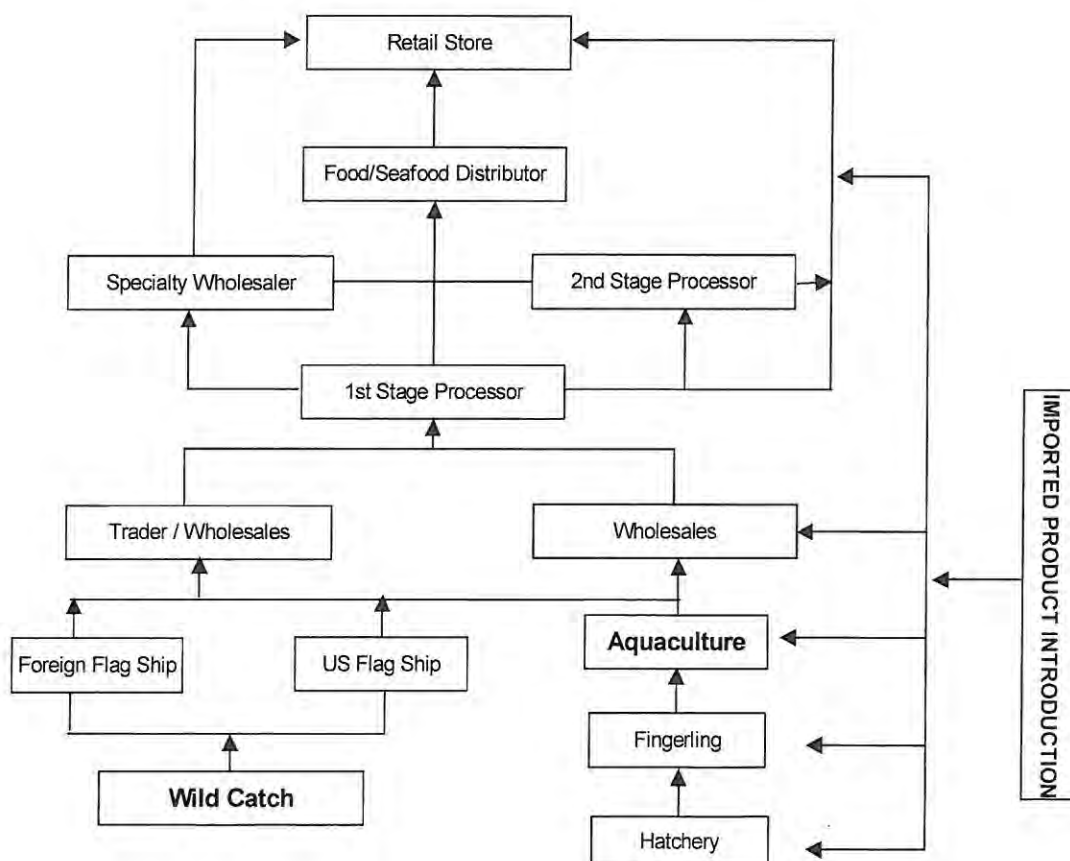 Retail Store
Food/Seafood Distributor
Specialty Wholesaler
2nd Stage Processor
1st Stage Processor
IMPORTED PRODUCT INTRODUCTION
Trader / Wholesales
Wholesales
Foreign Flag Ship
US Flag Ship
Aquaculture
Fingerling
Wild Catch
Hatchery